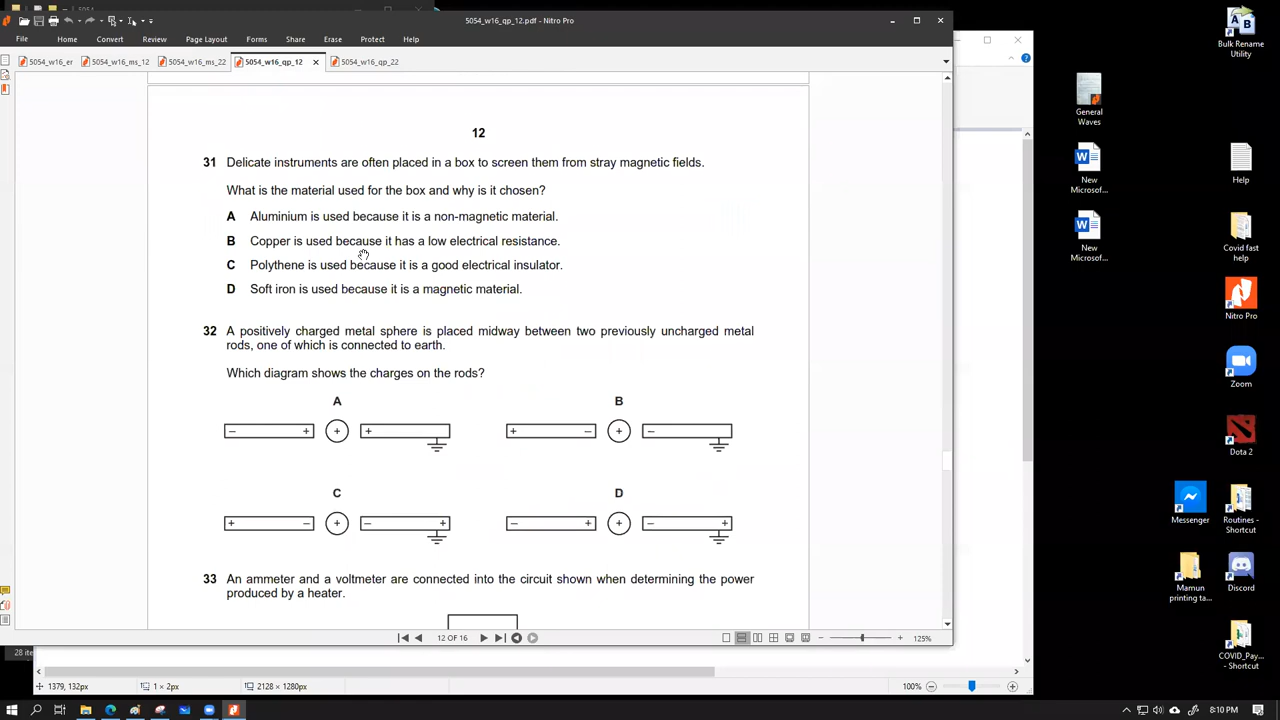 5054_w16_qp_12.pdf - Nitro Pro
File Home Convert Review Page Layout Forms Share Erase Protect Help
5054_w16_er 5054_w16_ms_12 5054_w16_ms_22 5054_w16_qp_12 5054_w16_qp_22
12
31 Delicate instruments are often placed in a box to screen them from stray magnetic fields.
What is the material used for the box and why is it chosen?
A Aluminium is used because it is a non-magnetic material.
B Copper is used because it has a low electrical resistance.
C Polythene is used because it is a good electrical insulator.
D Soft iron is used because it is a magnetic material.
32 A positively charged metal sphere is placed midway between two previously uncharged metal
rods, one of which is connected to earth.
Which diagram shows the charges on the rods?
A B
– + + + + – + –
C D
+ – + – + – + + – +
33 An ammeter and a voltmeter are connected into the circuit shown when determining the power
produced by a heater.
12 OF 16
125%
28 ite
1379, 132px 1 × 2px 2128 × 1280px 100%
8:10 PM
A B
Bulk Rename
Utility
General
Waves
New
Microsof...
Help
New
Microsof...
Covid fast
help
Nitro Pro
Zoom
Dota 2
Messenger
Routines -
Shortcut
Mamun
printing ta...
Discord
COVID_Pay...
- Shortcut